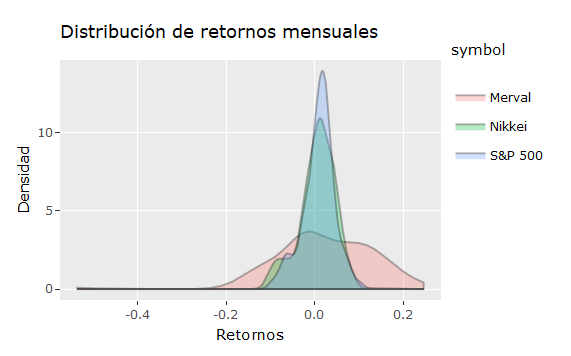 Distribución de retornos mensuales
symbol
Merval
Nikkei
S&P 500
Densidad
10
5
0
-0.4
-0.2
0.0
0.2
Retornos